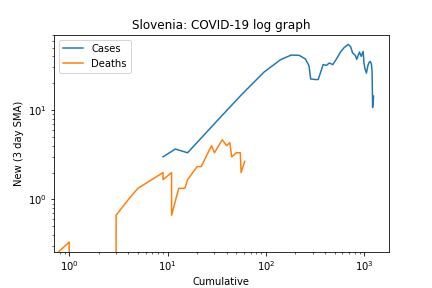 Slovenia: COVID-19 log graph
Cases
Deaths
New (3 day SMA)
10¹
10⁰
10⁰ 10¹ 10² 10³
Cumulative